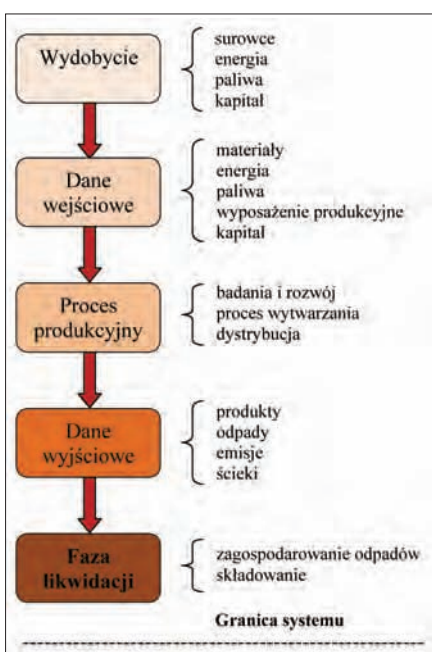 Wydobycie
surowce
energia
paliwa
kapitał
Dane
wejściowe
materiały
energia
paliwa
wyposażenie produkcyjne
kapitał
Proces
produkcyjny
badania i rozwój
proces wytwarzania
dystrybucja
Dane
wyjściowe
produkty
odpady
emisje
ścieki
Faza
likwidacji
zagospodarowanie odpadów
składowanie
Granica systemu